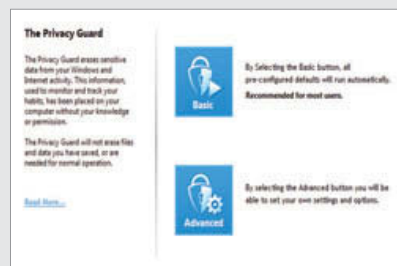 The Privacy Guard
The Privacy Guard erases sensitive
data from your Windows and
Internet activity. This information,
used to monitor and track your
habits, has been placed on your
computer without your knowledge
or permission.
The Privacy Guard will not erase files
and data you have saved, or are
needed for normal operation.
Read More...
Basic
By Selecting the Basic button, all
pre-configured defaults will run automatically.
Recommended for most users.
Advanced
By selecting the Advanced button you will be
able to set your own settings and options.